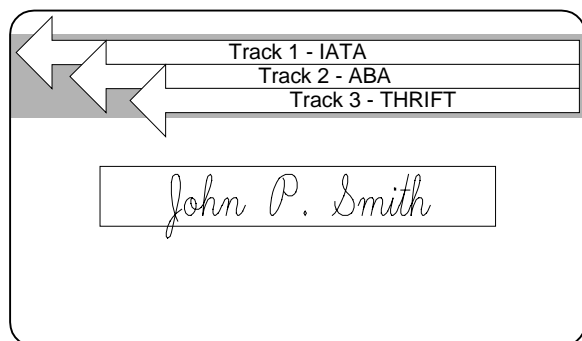 Track 1 - IATA
Track 2 - ABA
Track 3 - THRIFT
John P. Smith